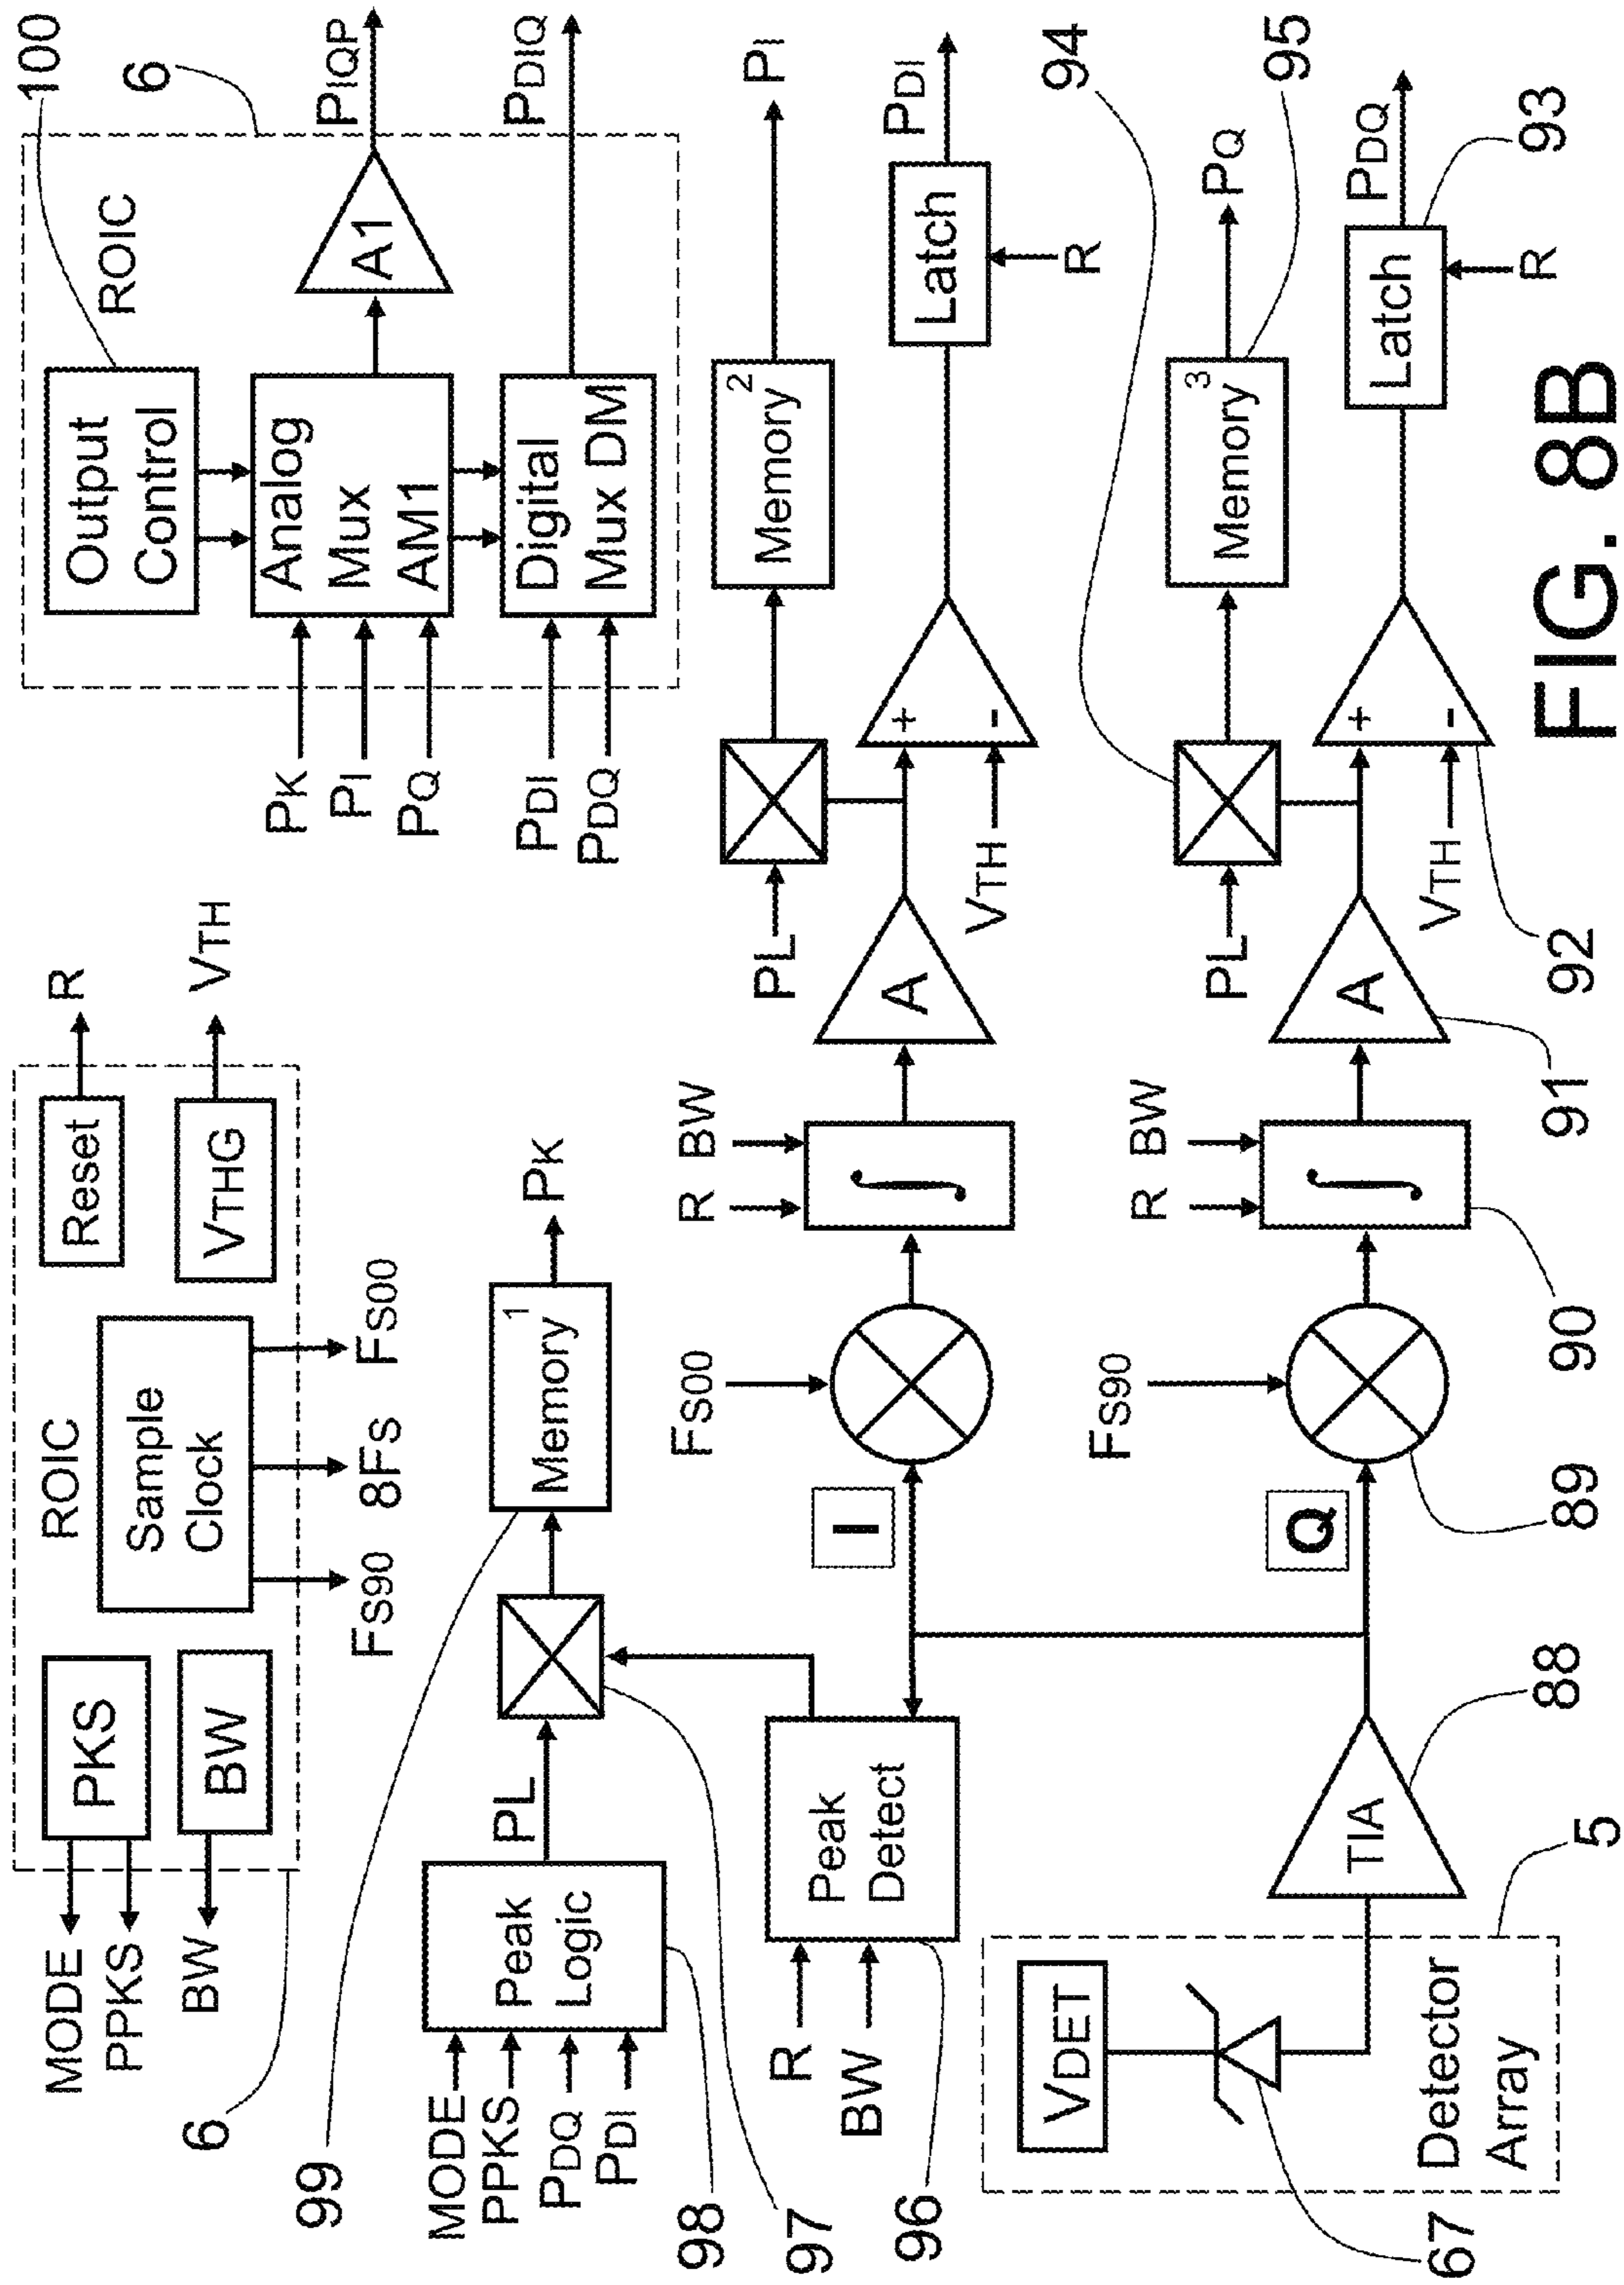 MODE
PPKS
BW
PKS
BW
ROIC
Sample
Clock
FS90
8FS
FS00
Reset
VTHG
R
VTH
6
100
6
Output
Control
ROIC
Analog
Mux
AM1
Digital
Mux DM
A1
PK
PI
PQ
PDI
PDQ
PIQP
PDIQ
99
MODE
PPKS
PDQ
PDI
Peak
Logic
98
PL
97
Memory 1
PK
R
BW
Peak
Detect
96
I
FS00
R
BW
∫
A
PL
VTH
+
-
Memory 2
PI
Latch
R
PDI
94
VDET
67
Detector
Array
5
TIA
88
Q
FS90
89
R
BW
∫
90
A
91
PL
VTH
+
-
92
Memory 3
PQ
95
Latch
R
PDQ
93
FIG. 8B